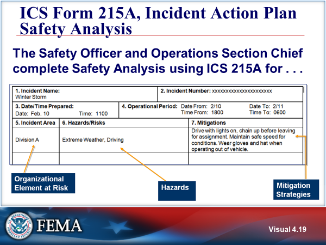 ICS Form 215A, Incident Action Plan
Safety Analysis
The Safety Officer and Operations Section Chief
complete Safety Analysis using ICS 215A for . . .
1. Incident Name:
Winter Storm
2. Incident Number: xxxxxxxxxxxxxxxxxxxx
3. Date/Time Prepared:
Date: Feb. 10 Time: 1100
4. Operational Period: Date From: 2/10 Date To: 2/11
Time From: 1800 Time To: 0600
5. Incident Area
6. Hazards/Risks
7. Mitigations
Division A
Extreme Weather, Driving
Drive with lights on, chain up before leaving
for assignment. Maintain safe speed for
conditions. Wear gloves and hat when
operating out of vehicle.
Organizational
Element at Risk
Hazards
Mitigation
Strategies
FEMA
Visual 4.19